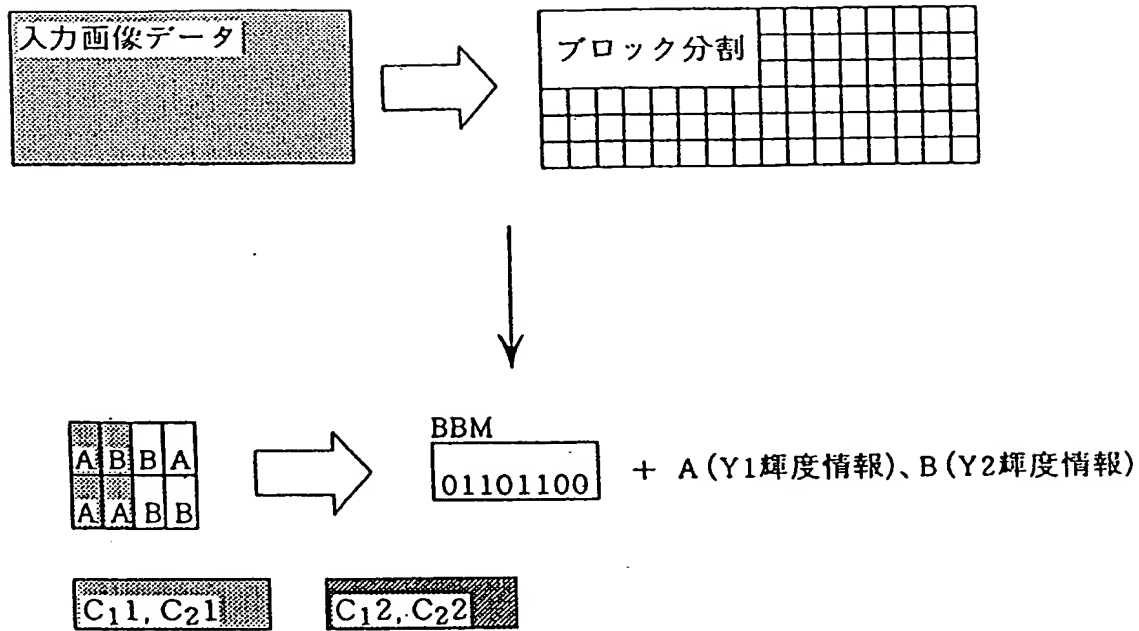 入力画像データ
ブロック分割
BBM
A B B A
01101100 + A(Y1輝度情報)、B(Y2輝度情報)
A A B B
C₁1, C₂1
C₁2, C₂2